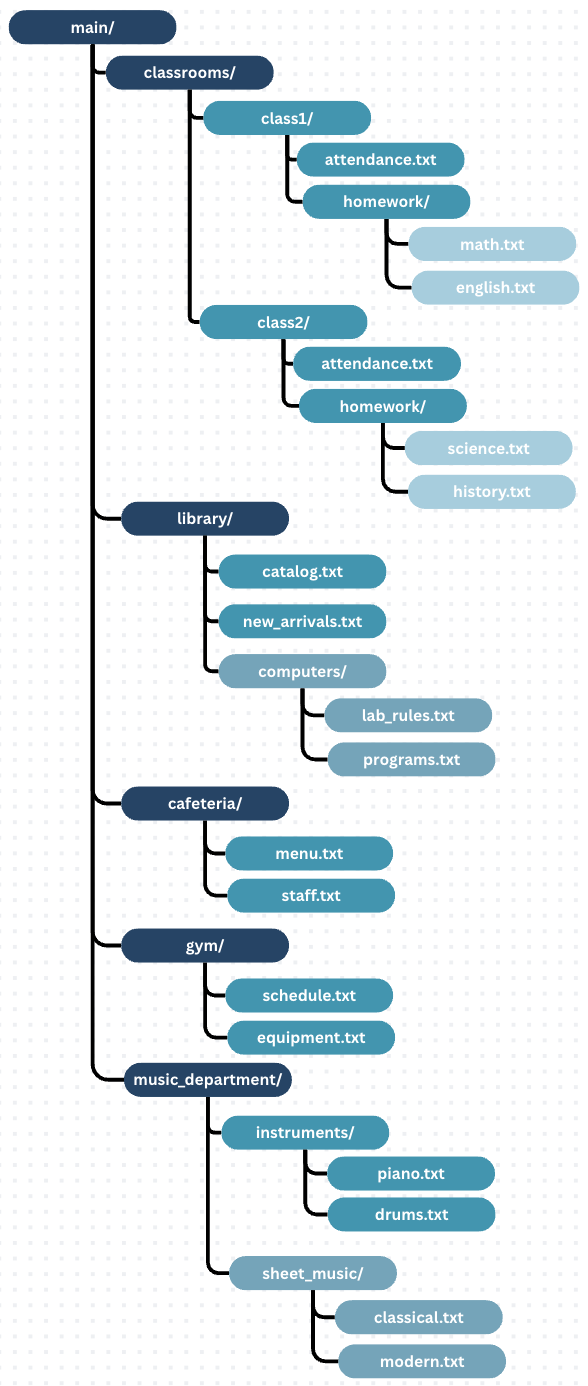 main/
classrooms/
class1/
attendance.txt
homework/
math.txt
english.txt
class2/
attendance.txt
homework/
science.txt
history.txt
library/
catalog.txt
new_arrivals.txt
computers/
lab_rules.txt
programs.txt
cafeteria/
menu.txt
staff.txt
gym/
schedule.txt
equipment.txt
music_department/
instruments/
piano.txt
drums.txt
sheet_music/
classical.txt
modern.txt